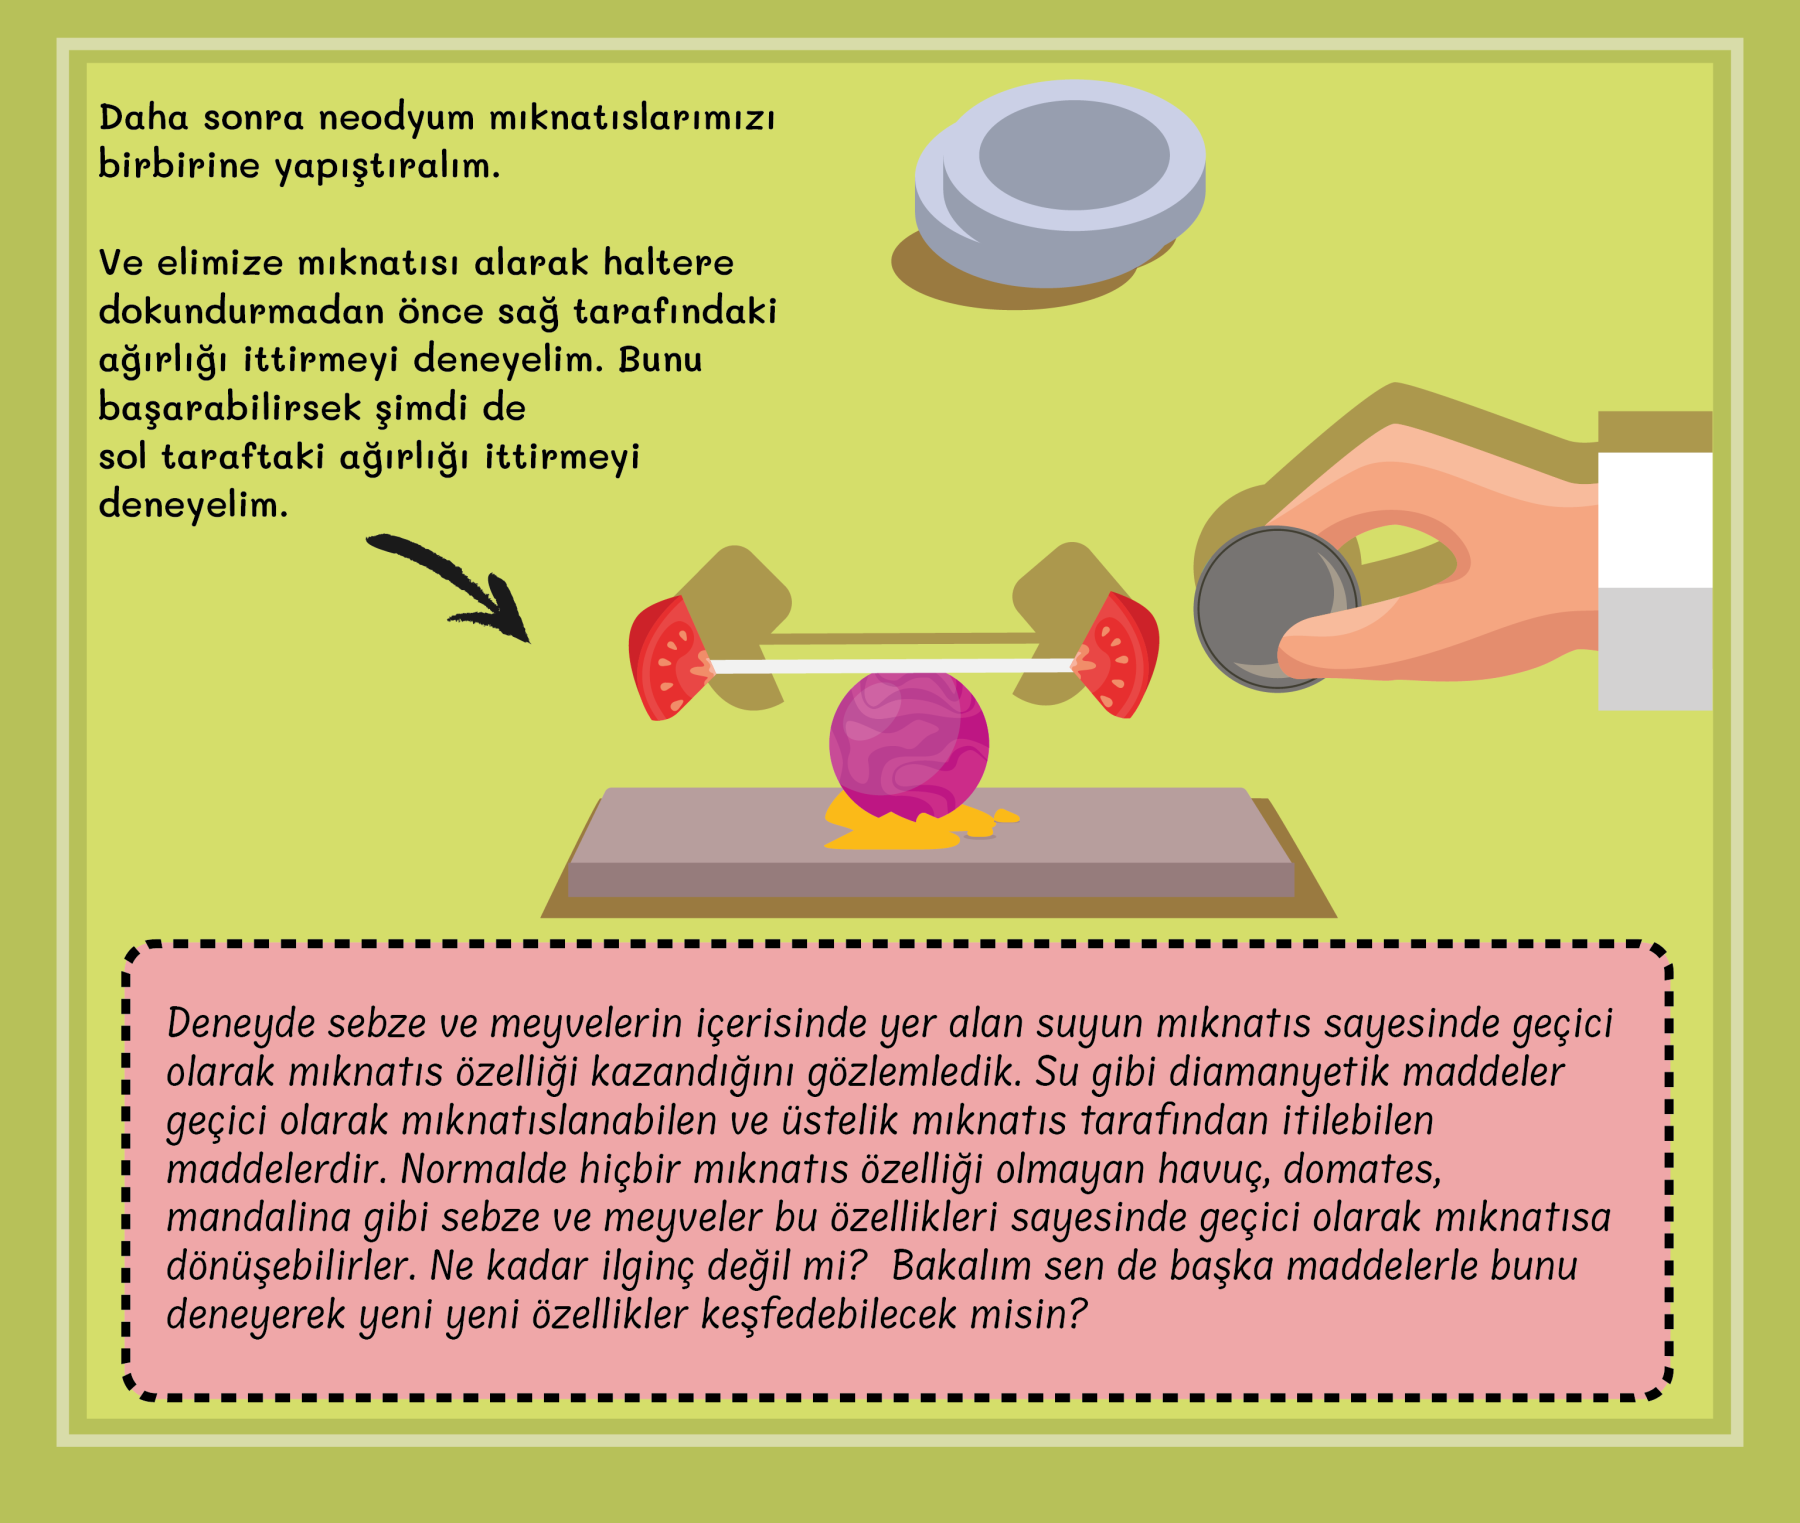 Daha sonra neodyum mıknatıslarımızı
birbirine yapıştıralım.
Ve elimize mıknatısı alarak haltere
dokundurmadan önce sağ tarafındaki
ağırlığı ittirmeyi deneyelim. Bunu
başarabilirsek şimdi de
sol taraftaki ağırlığı ittirmeyi
deneyelim.
Deneyde sebze ve meyvelerin içerisinde yer alan suyun mıknatıs sayesinde geçici
olarak mıknatıs özelliği kazandığını gözlemledik. Su gibi diamanyetik maddeler
geçici olarak mıknatıslanabilen ve üstelik mıknatıs tarafından itilebilen
maddelerdir. Normalde hiçbir mıknatıs özelliği olmayan havuç, domates,
mandalina gibi sebze ve meyveler bu özellikleri sayesinde geçici olarak mıknatısa
dönüşebilirler. Ne kadar ilginç değil mi?  Bakalım sen de başka maddelerle bunu
deneyerek yeni yeni özellikler keşfedebilecek misin?